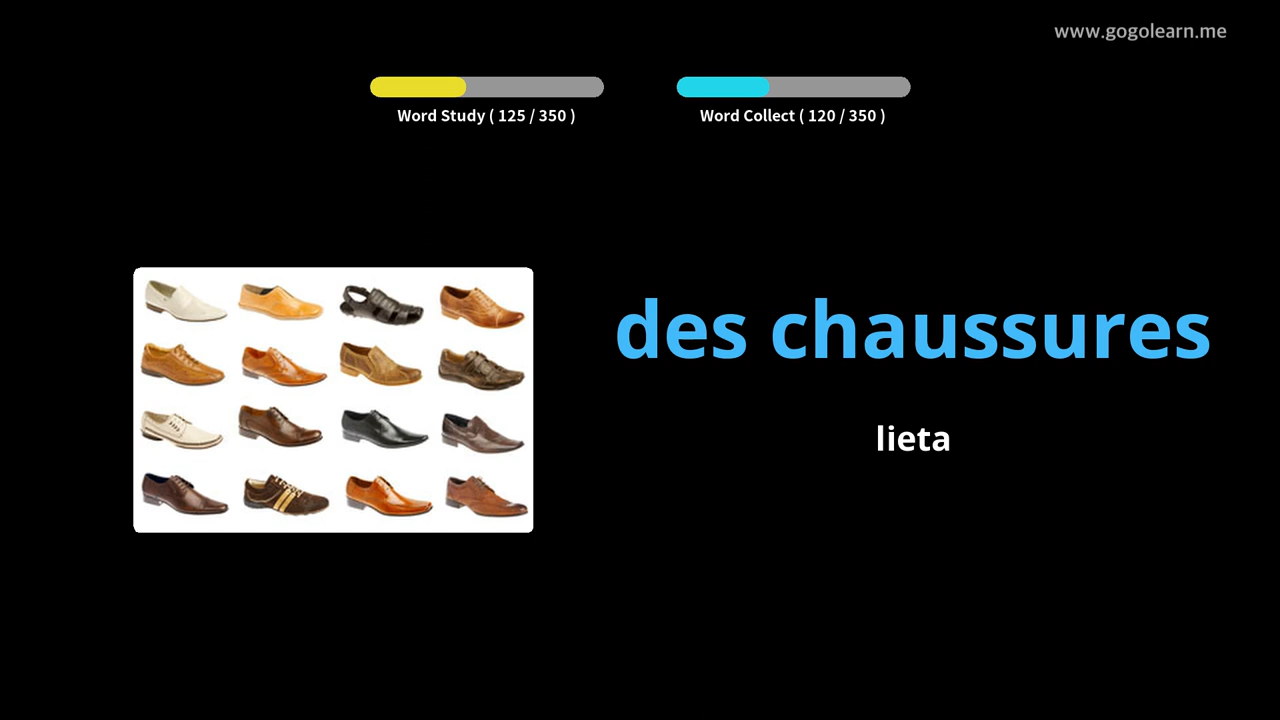 www.gogolearn.me
Word Study ( 125 / 350 )
Word Collect ( 120 / 350 )
des chaussures
lieta